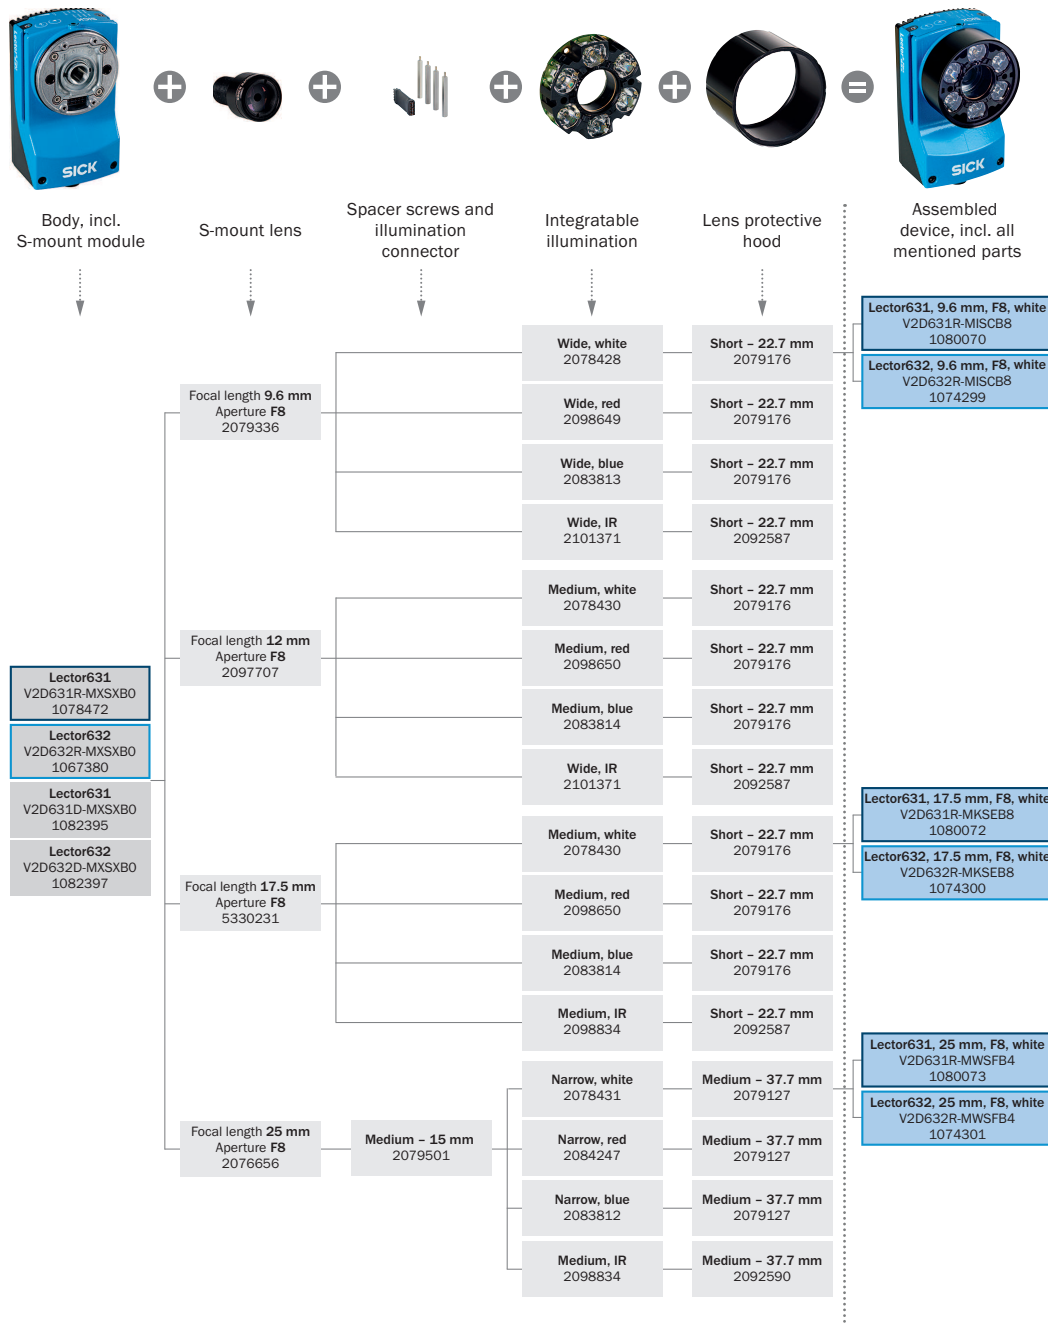 SICK
SICK
Body, incl.
S-mount module
S-mount lens
Spacer screws and
illumination
connector
Integratable
illumination
Lens protective
hood
Assembled
device, incl. all
mentioned parts
Lector631
V2D631R-MXSXB0
1078472
Lector632
V2D632R-MXSXB0
1067380
Lector631
V2D631D-MXSXB0
1082395
Lector632
V2D632D-MXSXB0
1082397
Focal length 9.6 mm
Aperture F8
2079336
Wide, white
2078428
Short – 22.7 mm
2079176
Lector631, 9.6 mm, F8, white
V2D631R-MISCB8
1080070
Lector632, 9.6 mm, F8, white
V2D632R-MISCB8
1074299
Wide, red
2098649
Short – 22.7 mm
2079176
Wide, blue
2083813
Short – 22.7 mm
2079176
Wide, IR
2101371
Short – 22.7 mm
2092587
Focal length 12 mm
Aperture F8
2097707
Medium, white
2078430
Short – 22.7 mm
2079176
Medium, red
2098650
Short – 22.7 mm
2079176
Medium, blue
2083814
Short – 22.7 mm
2079176
Wide, IR
2101371
Short – 22.7 mm
2092587
Focal length 17.5 mm
Aperture F8
5330231
Medium, white
2078430
Short – 22.7 mm
2079176
Lector631, 17.5 mm, F8, white
V2D631R-MKSEB8
1080072
Lector632, 17.5 mm, F8, white
V2D632R-MKSEB8
1074300
Medium, red
2098650
Short – 22.7 mm
2079176
Medium, blue
2083814
Short – 22.7 mm
2079176
Medium, IR
2098834
Short – 22.7 mm
2092587
Focal length 25 mm
Aperture F8
2076656
Medium – 15 mm
2079501
Narrow, white
2078431
Medium – 37.7 mm
2079127
Lector631, 25 mm, F8, white
V2D631R-MWSFB4
1080073
Lector632, 25 mm, F8, white
V2D632R-MWSFB4
1074301
Narrow, red
2084247
Medium – 37.7 mm
2079127
Narrow, blue
2083812
Medium – 37.7 mm
2079127
Medium, IR
2098834
Medium – 37.7 mm
2092590